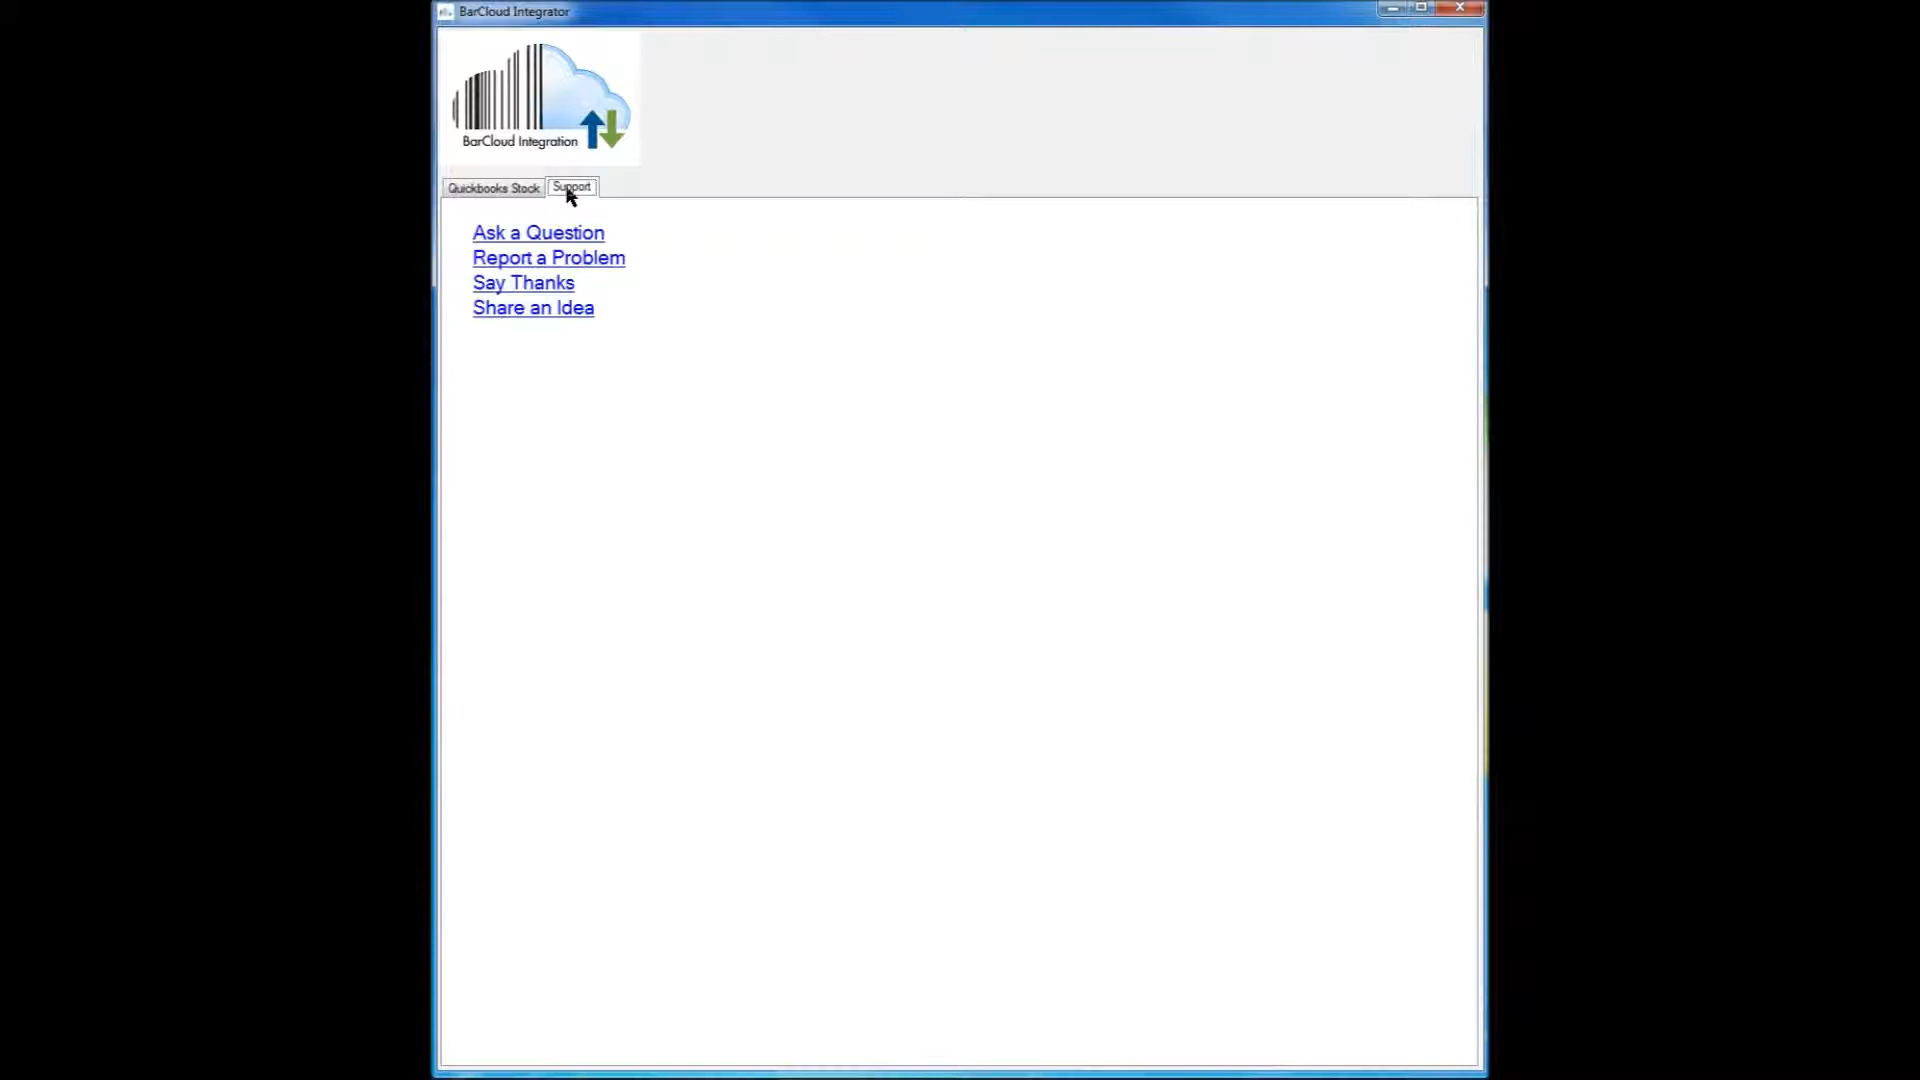 BarCloud Integrator
BarCloud Integration
Quickbooks Stock
Support
Ask a Question
Report a Problem
Say Thanks
Share an Idea